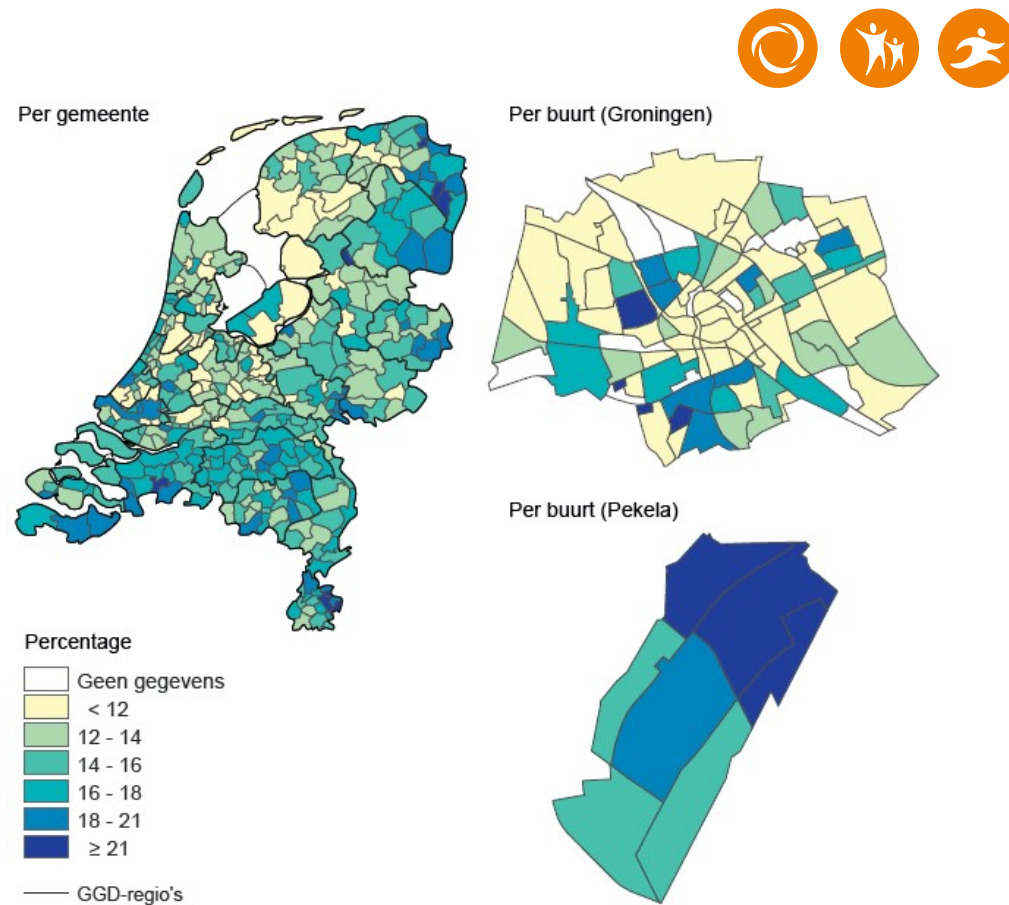 Per gemeente
Per buurt (Groningen)
Per buurt (Pekela)
Percentage
Geen gegevens
< 12
12 - 14
14 - 16
16 - 18
18 - 21
≥ 21
GGD-regio's